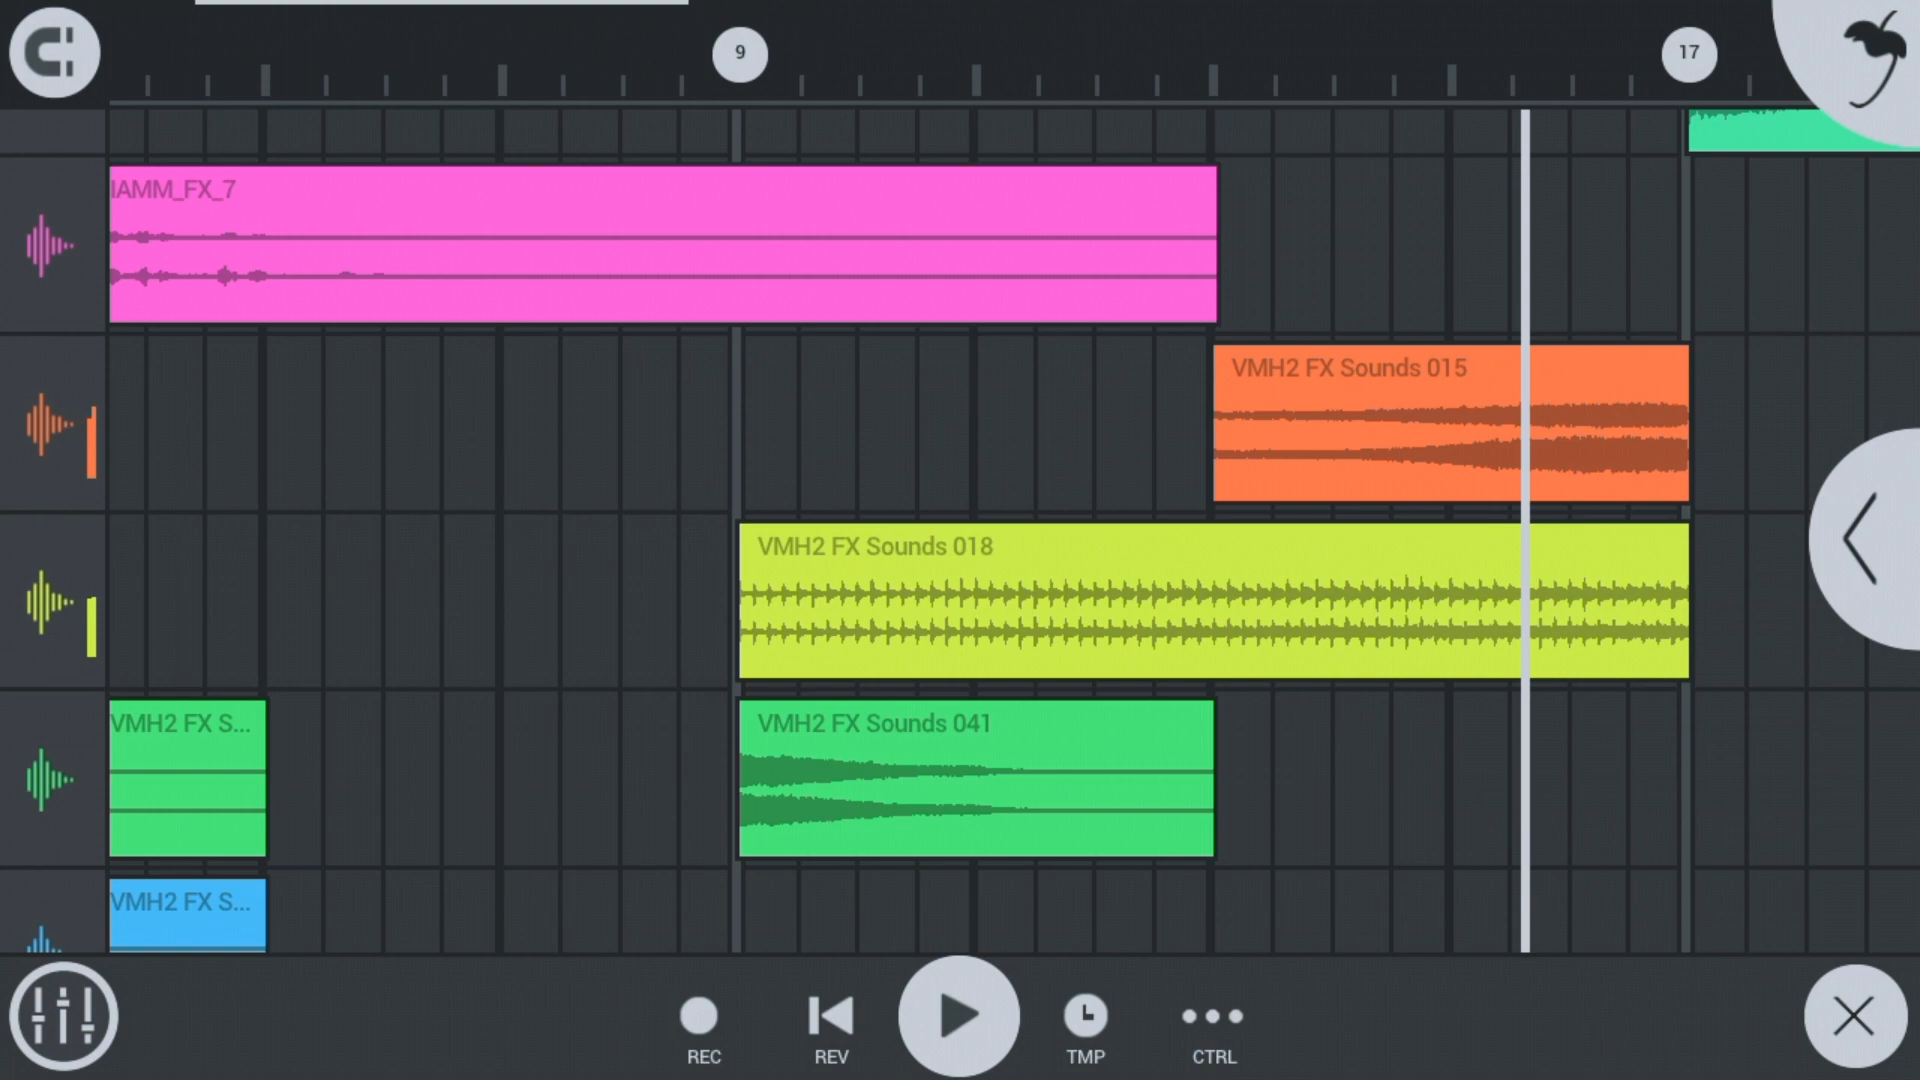 9
17
IAMM_FX_7
VMH2 FX Sounds 015
VMH2 FX Sounds 018
VMH2 FX S...
VMH2 FX Sounds 041
VMH2 FX S...
REC
REV
TMP
CTRL